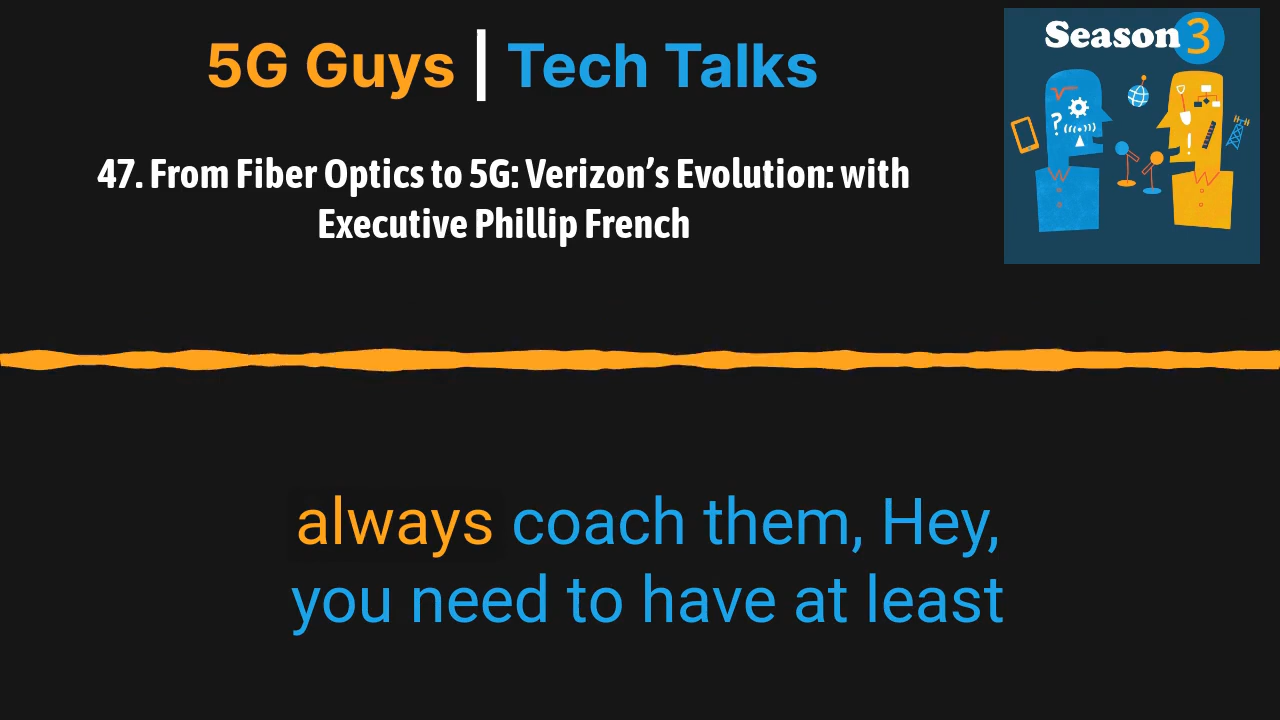 5G Guys | Tech Talks
Season 3
47. From Fiber Optics to 5G: Verizon’s Evolution: with
Executive Phillip French
?
always coach them, Hey,
you need to have at least